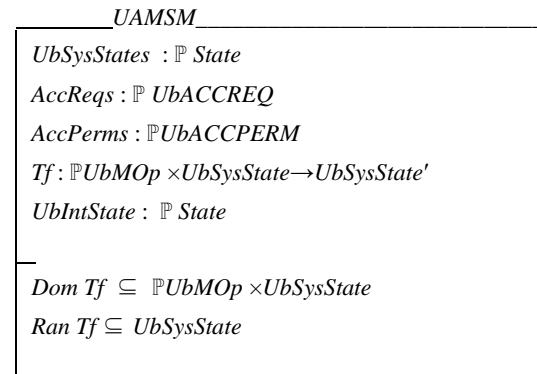 UAMSM
UbSysStates : ℙ State
AccReqs : ℙ UbACCREQ
AccPerms : ℙUbACCPERM
Tf : ℙUbMOp ×UbSysState→UbSysState′
UbIntState : ℙ State
Dom Tf ⊆ ℙUbMOp ×UbSysState
Ran Tf ⊆ UbSysState